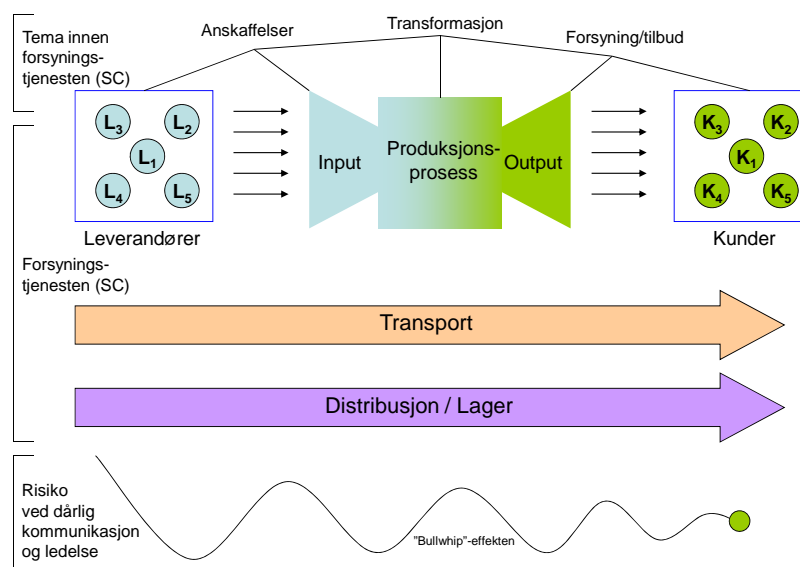 Tema innen
forsynings-
tjenesten (SC)
Anskaffelser
Transformasjon
Forsyning/tilbud
L3
L2
L1
L4
L5
Leverandører
Input
Produksjons-
prosess
Output
K3
K2
K1
K4
K5
Kunder
Forsynings-
tjenesten (SC)
Transport
Distribusjon / Lager
Risiko
ved dårlig
kommunikasjon
og ledelse
"Bullwhip"-effekten